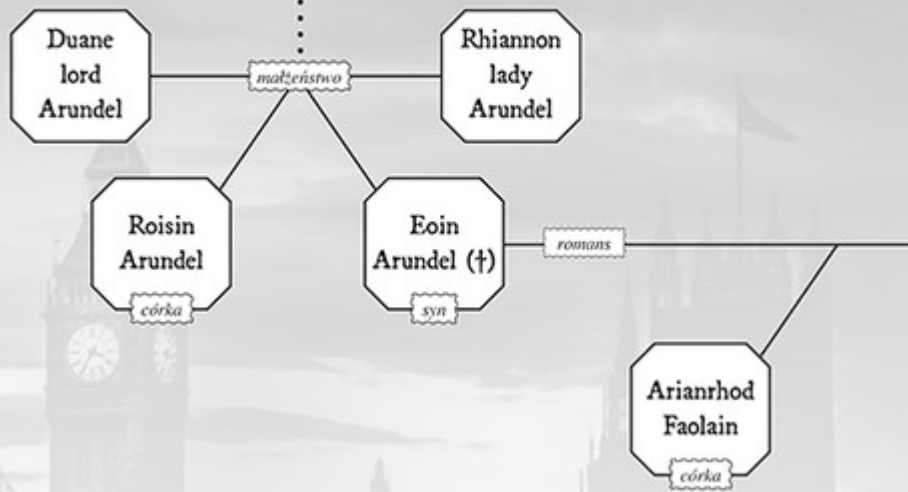 Duane
lord
Arundel
małżeństwo
Rhiannon
lady
Arundel
Roisin
Arundel
córka
Eoin
Arundel (†)
syn
romans
Arianrhod
Faolain
córka